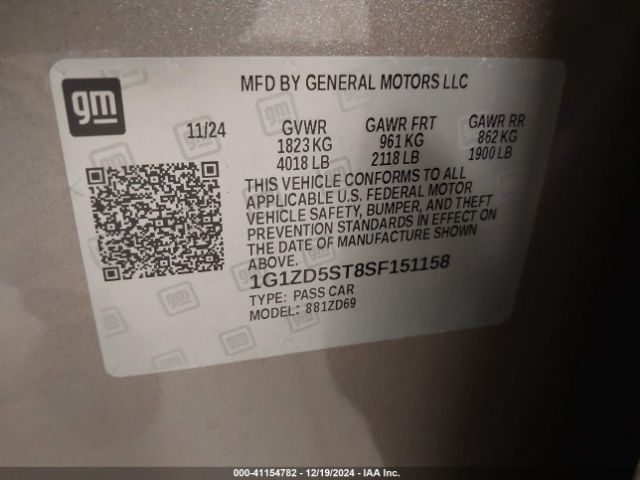 gm
MFD BY GENERAL MOTORS LLC
11/24 GVWR GAWR FRT GAWR RR
1823 KG 961 KG 862 KG
4018 LB 2118 LB 1900 LB
THIS VEHICLE CONFORMS TO ALL
APPLICABLE U.S. FEDERAL MOTOR
VEHICLE SAFETY, BUMPER, AND THEFT
PREVENTION STANDARDS IN EFFECT ON
THE DATE OF MANUFACTURE SHOWN
ABOVE.
1G1ZD5ST8SF151158
TYPE: PASS CAR
MODEL: 881ZD69
000-41154782 - 12/19/2024 - IAA Inc.